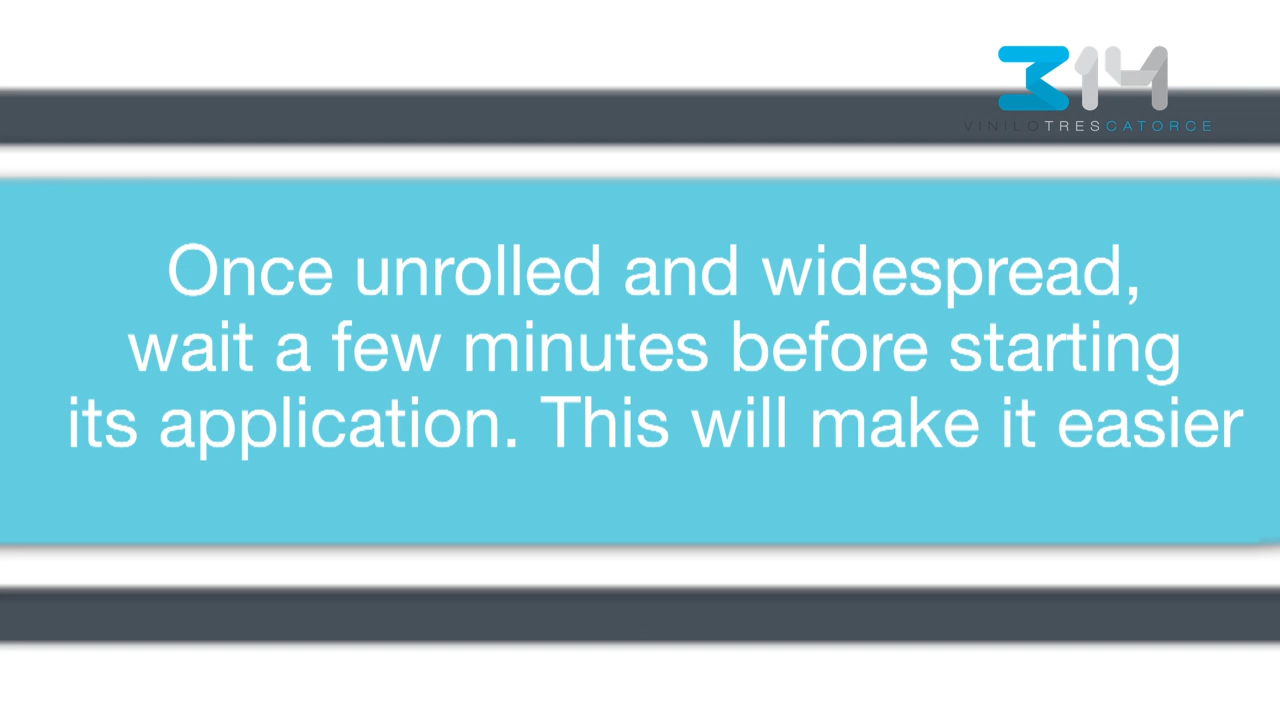 314
VINILOTRESCATORCE
Once unrolled and widespread,
wait a few minutes before starting
its application. This will make it easier